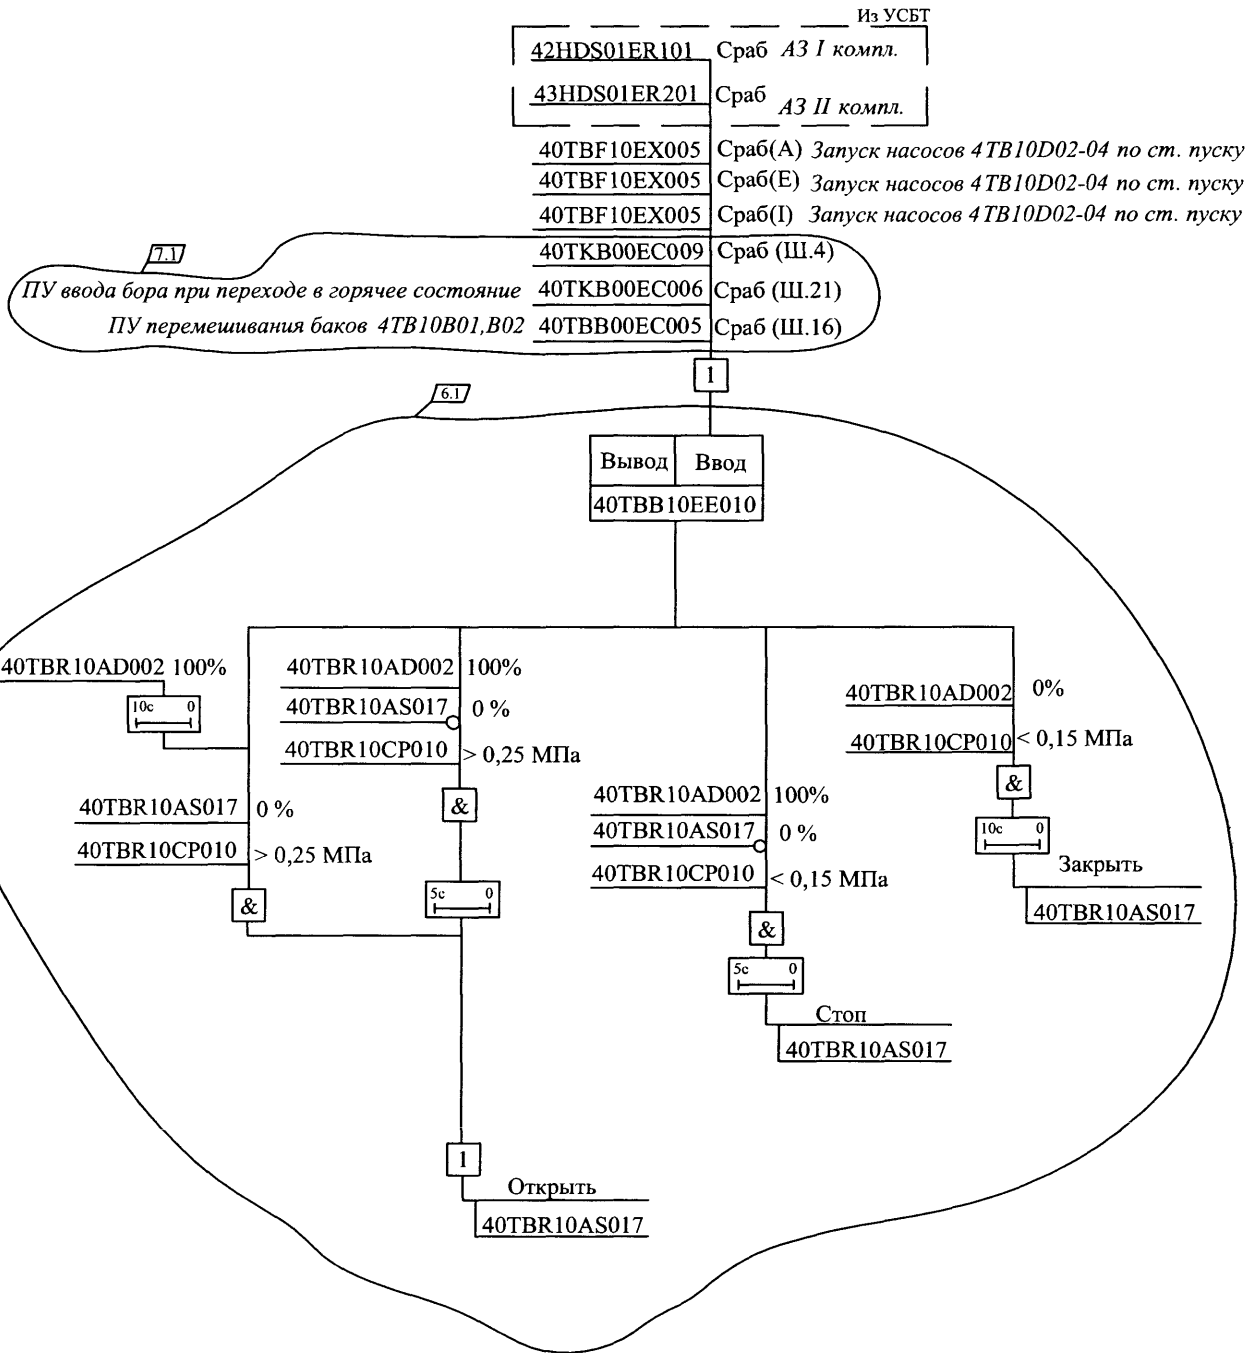 Из УСБТ
42HDS01ER101 Сраб АЗ I компл.
43HDS01ER201 Сраб АЗ II компл.
40TBF10EX005 Сраб(А) Запуск насосов 4TB10D02-04 по ст. пуску
40TBF10EX005 Сраб(Е) Запуск насосов 4TB10D02-04 по ст. пуску
40TBF10EX005 Сраб(I) Запуск насосов 4TB10D02-04 по ст. пуску
7.1
40TKB00EC009 Сраб (Ш.4)
ПУ ввода бора при переходе в горячее состояние 40TKB00EC006 Сраб (Ш.21)
ПУ перемешивания баков 4TB10B01,B02 40TBB00EC005 Сраб (Ш.16)
1
6.1
Вывод Ввод
40TBB10EE010
40TBR10AD002 100%
10с 0
40TBR10AS017 0 %
40TBR10CP010 > 0,25 МПа
&
40TBR10AD002 100%
40TBR10AS017 0 %
40TBR10CP010 > 0,25 МПа
&
5с 0
1
Открыть
40TBR10AS017
40TBR10AD002 100%
40TBR10AS017 0 %
40TBR10CP010 < 0,15 МПа
&
5с 0
Стоп
40TBR10AS017
40TBR10AD002 0%
40TBR10CP010 < 0,15 МПа
&
10с 0
Закрыть
40TBR10AS017